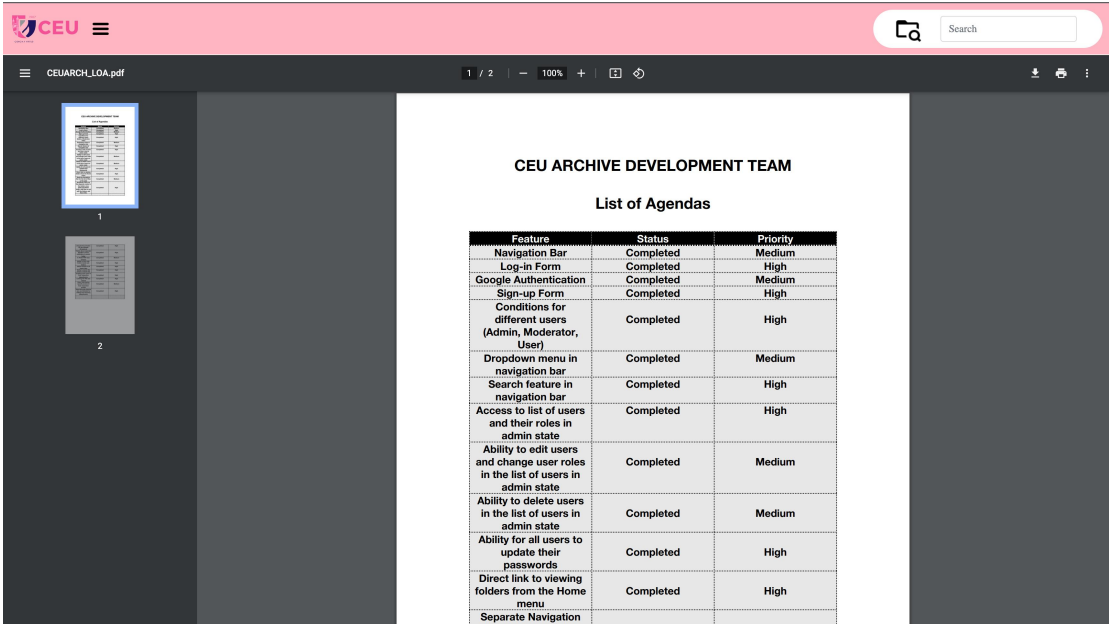 CEU
Search
CEUARCH_LOA.pdf
1 / 2
100%
1
2
CEU ARCHIVE DEVELOPMENT TEAM
List of Agendas
Feature Status Priority
Navigation Bar Completed Medium
Log-in Form Completed High
Google Authentication Completed Medium
Sign-up Form Completed High
Conditions for
different users
(Admin, Moderator,
User)
Completed High
Dropdown menu in
navigation bar
Completed Medium
Search feature in
navigation bar
Completed High
Access to list of users
and their roles in
admin state
Completed High
Ability to edit users
and change user roles
in the list of users in
admin state
Completed Medium
Ability to delete users
in the list of users in
admin state
Completed Medium
Ability for all users to
update their
passwords
Completed High
Direct link to viewing
folders from the Home
menu
Completed High
Separate Navigation